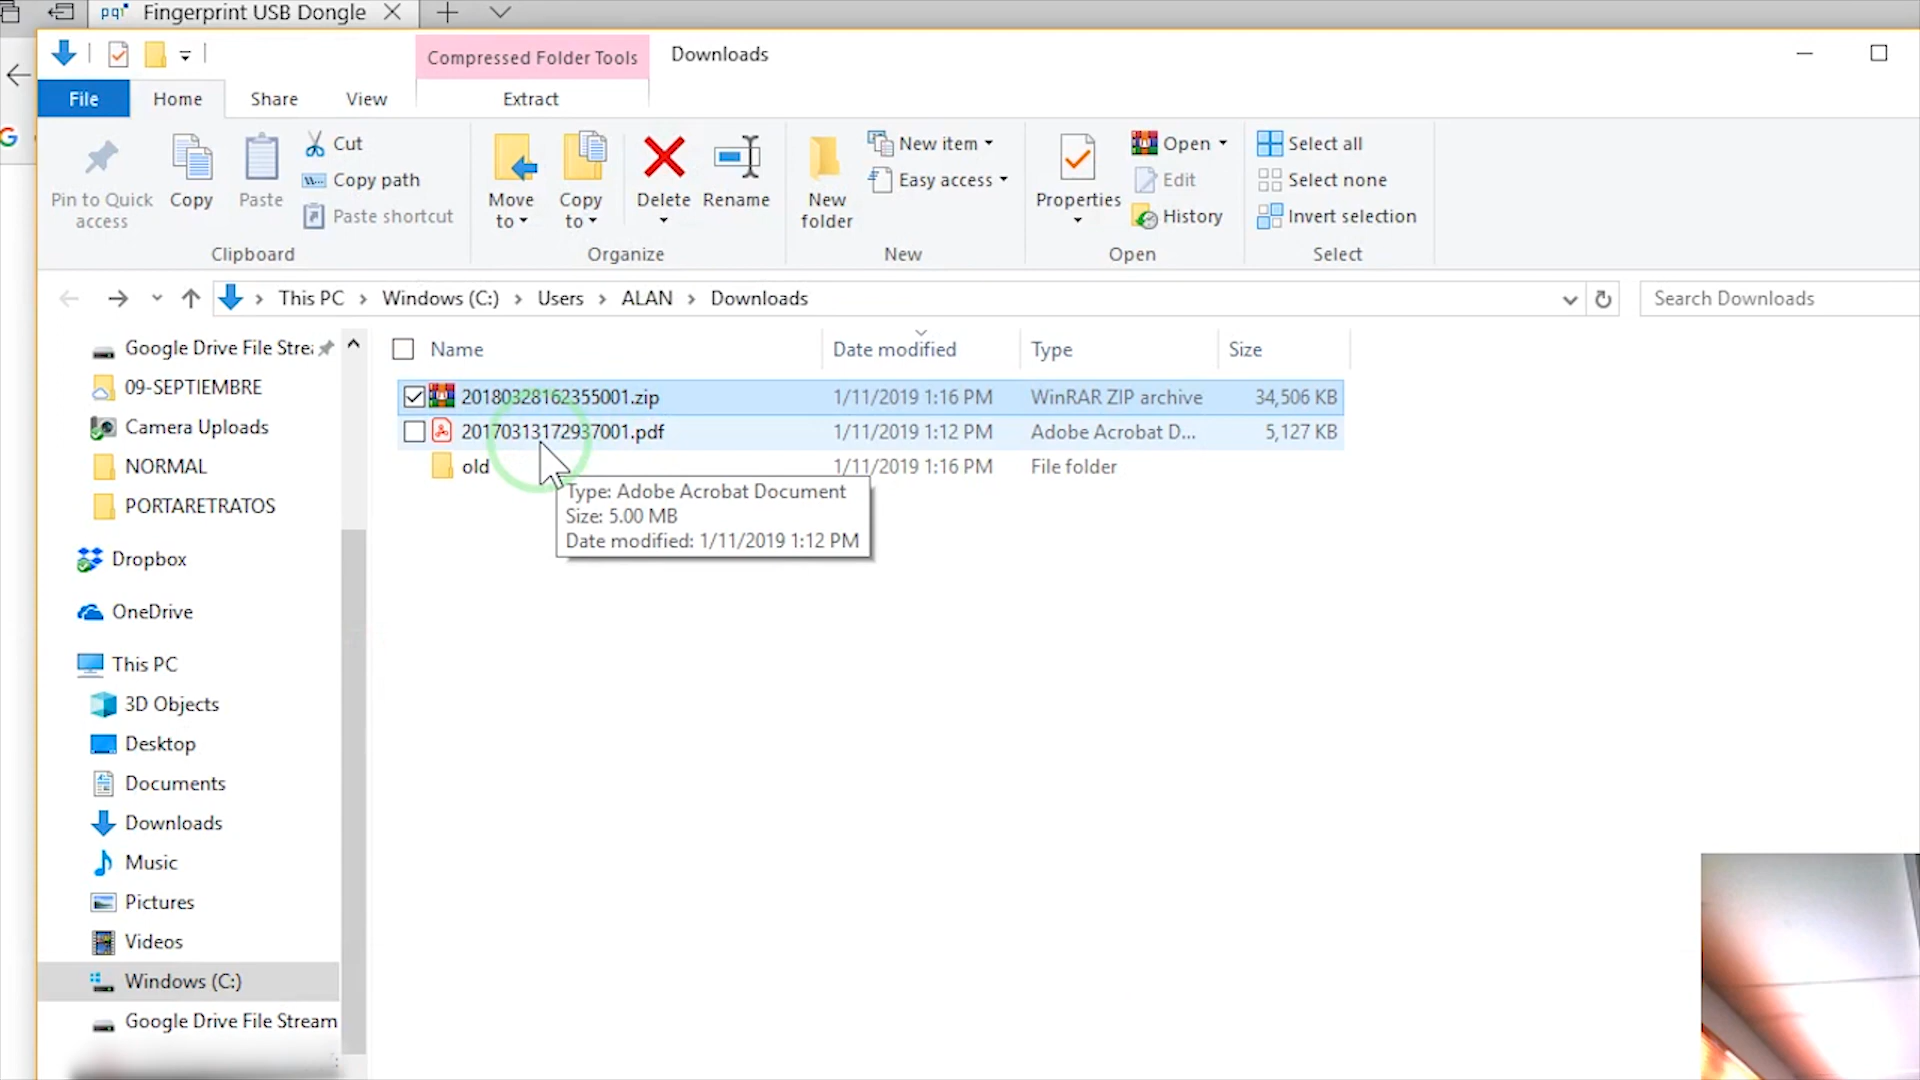 pqi Fingerprint USB Dongle
Compressed Folder Tools Downloads
File Home Share View Extract
Pin to Quick access
Copy
Paste
Cut
Copy path
Paste shortcut
Clipboard
Move to
Copy to
Delete
Rename
Organize
New folder
New item
Easy access
New
Properties
Open
Edit
History
Open
Select all
Select none
Invert selection
Select
This PC > Windows (C:) > Users > ALAN > Downloads
Search Downloads
Google Drive File Strea
09-SEPTIEMBRE
Camera Uploads
NORMAL
PORTARETRATOS
Dropbox
OneDrive
This PC
3D Objects
Desktop
Documents
Downloads
Music
Pictures
Videos
Windows (C:)
Google Drive File Stream
Name Date modified Type Size
20180328162355001.zip 1/11/2019 1:16 PM WinRAR ZIP archive 34,506 KB
20170313172937001.pdf 1/11/2019 1:12 PM Adobe Acrobat D... 5,127 KB
old 1/11/2019 1:16 PM File folder
Type: Adobe Acrobat Document
Size: 5.00 MB
Date modified: 1/11/2019 1:12 PM